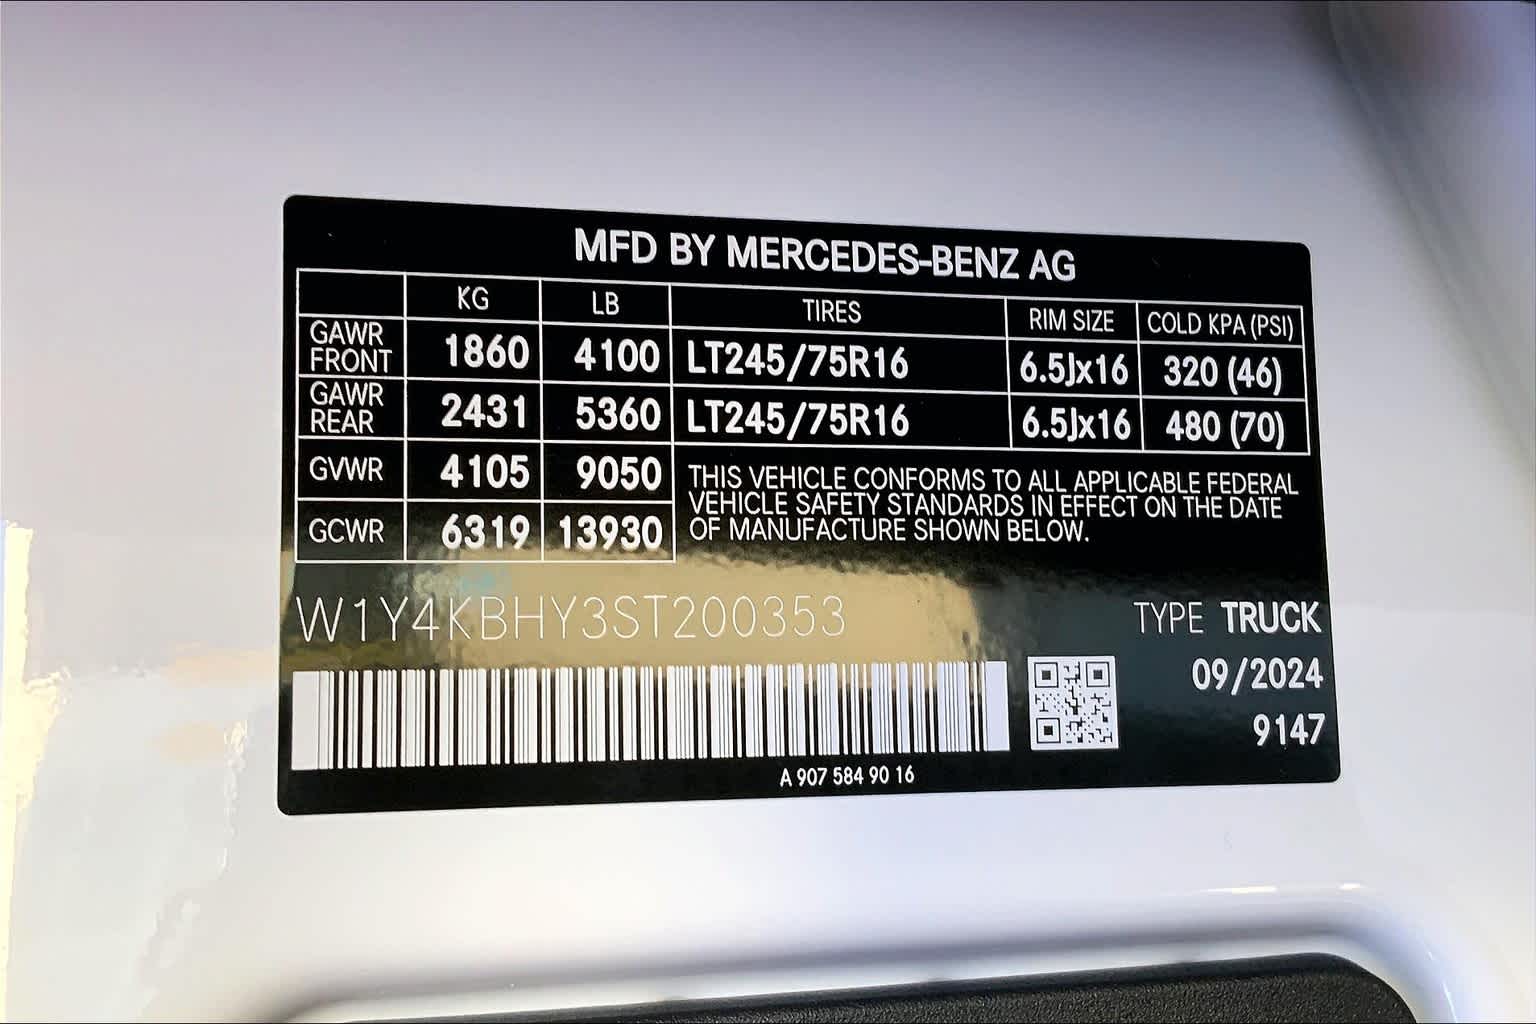 MFD BY MERCEDES-BENZ AG
KG LB TIRES RIM SIZE COLD KPA (PSI)
GAWR FRONT 1860 4100 LT245/75R16 6.5Jx16 320 (46)
GAWR REAR 2431 5360 LT245/75R16 6.5Jx16 480 (70)
GVWR 4105 9050
GCWR 6319 13930
THIS VEHICLE CONFORMS TO ALL APPLICABLE FEDERAL
VEHICLE SAFETY STANDARDS IN EFFECT ON THE DATE
OF MANUFACTURE SHOWN BELOW.
W1Y4KBHY3ST200353
TYPE TRUCK
09/2024
9147
A 907 584 90 16